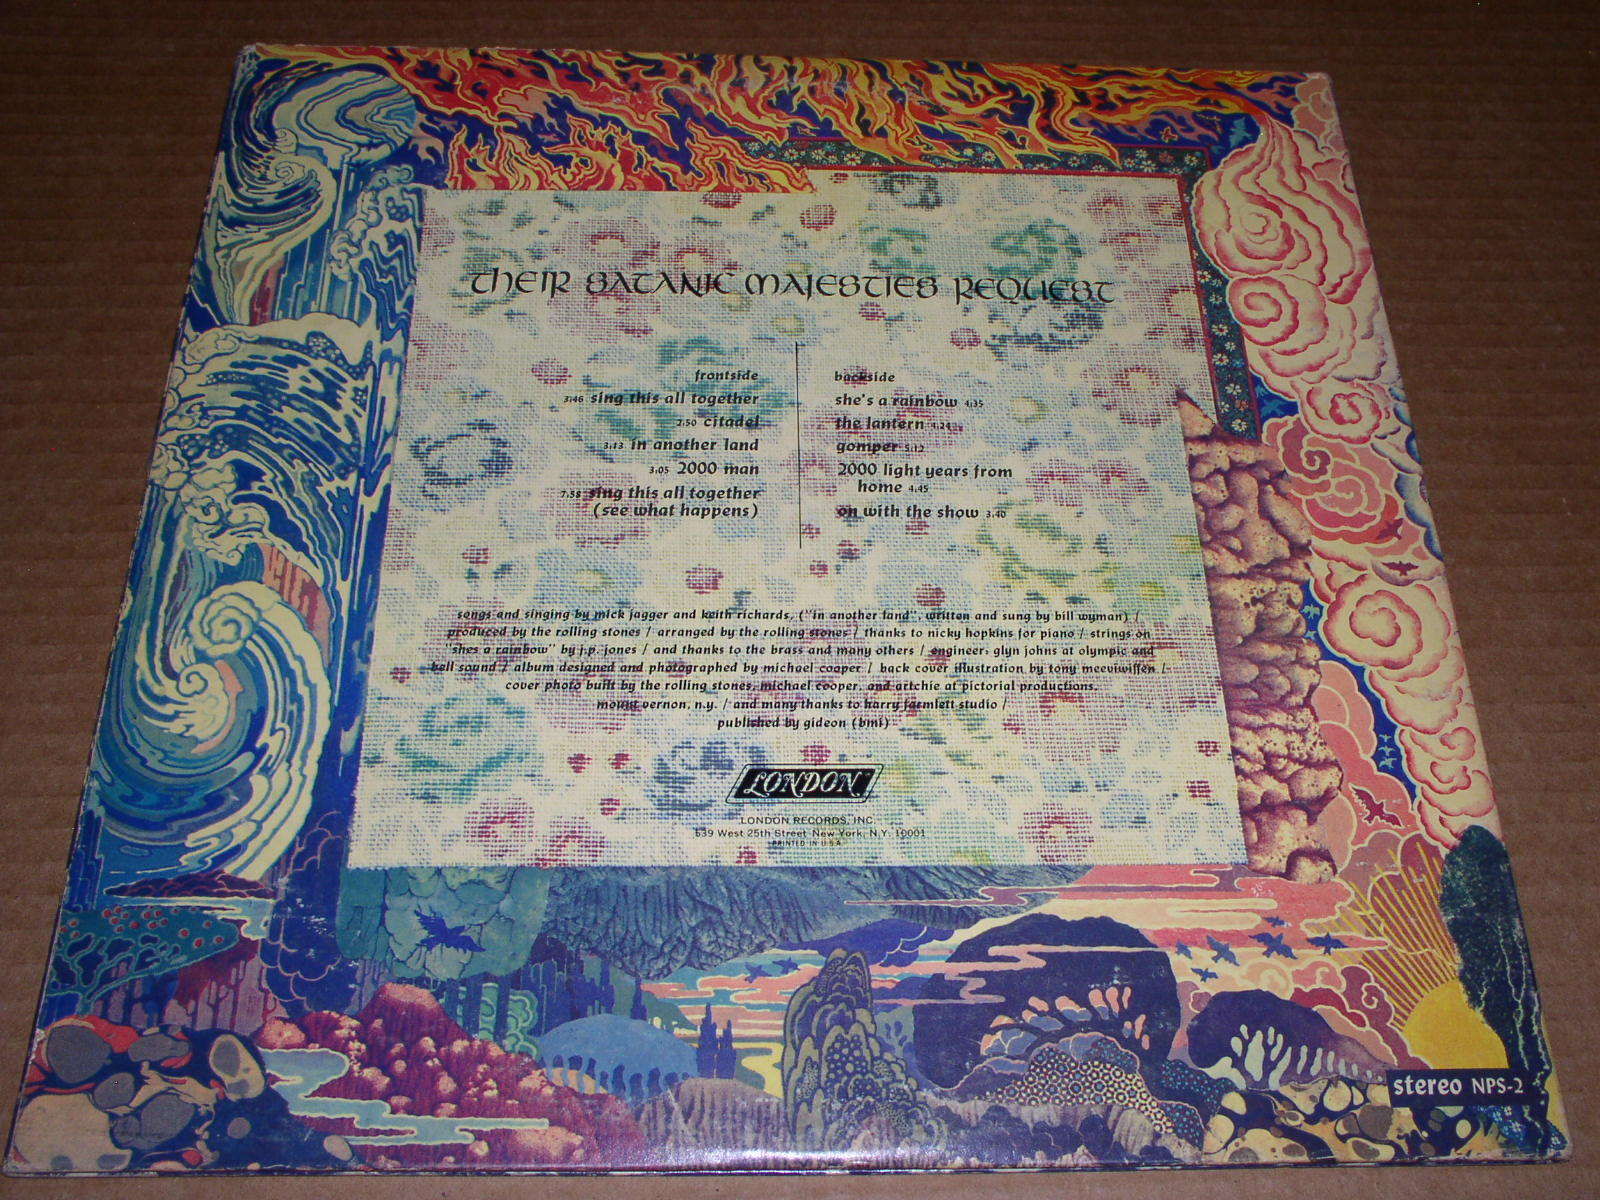 their satanic majesties request
frontside
3:46 sing this all together
2:50 citadel
3:13 in another land
3:05 2000 man
7:58 sing this all together
(see what happens)
backside
she's a rainbow 4:35
the lantern 4:24
gomper 5:12
2000 light years from
home 4:45
on with the show 3:40
songs and singing by mick jagger and keith richards, ("in another land", written and sung by bill wyman) /
produced by the rolling stones / arranged by the rolling stones / thanks to nicky hopkins for piano / strings on
"shes a rainbow" by j.p. jones / and thanks to the brass and many others / engineer: glyn johns at olympic and
bell sound / album designed and photographed by michael cooper / back cover illustration by tony meeviwiffen /
cover photo built by the rolling stones, michael cooper, and artchie at pictorial productions,
mount vernon, n.y. / and many thanks to harry farmlett studio /
published by gideon (bmi)
LONDON
LONDON RECORDS, INC.
539 West 25th Street New York, N.Y. 10001
PRINTED IN U.S.A.
stereo NPS-2